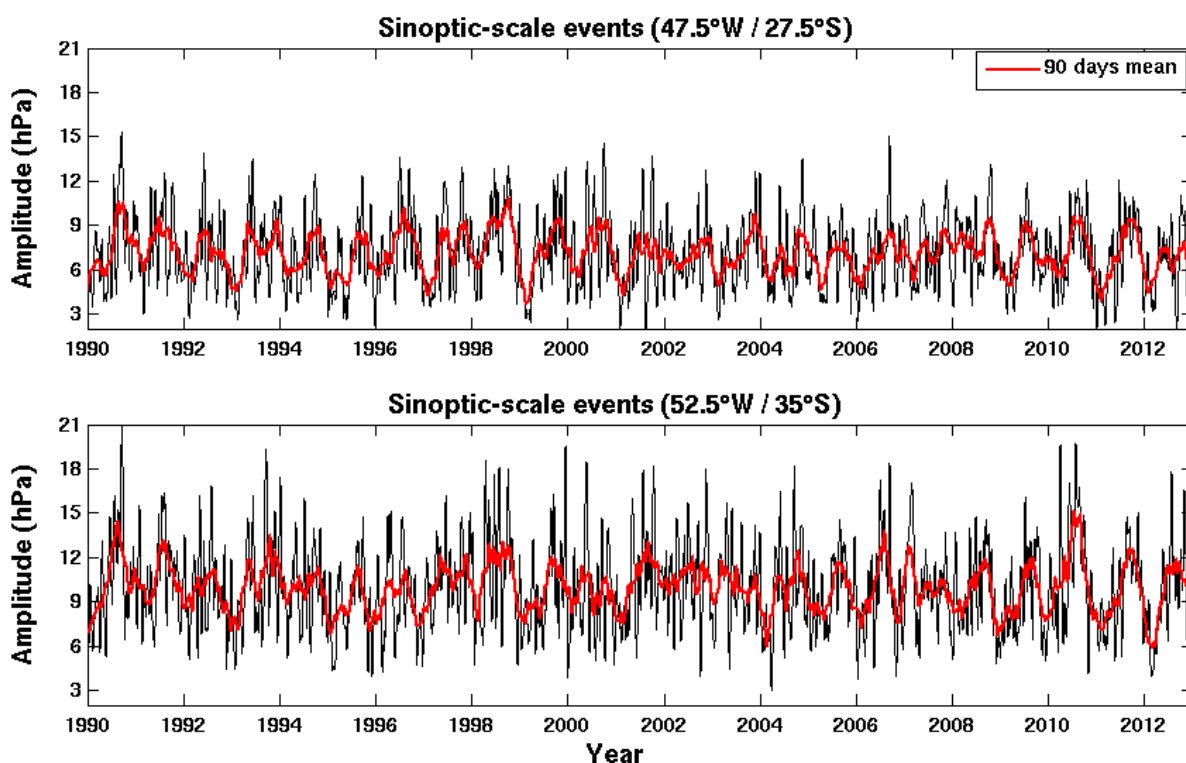 Sinoptic-scale events (47.5°W / 27.5°S)
90 days mean
Amplitude (hPa)
21
18
15
12
9
6
3
1990 1992 1994 1996 1998 2000 2002 2004 2006 2008 2010 2012
Sinoptic-scale events (52.5°W / 35°S)
Amplitude (hPa)
21
18
15
12
9
6
3
1990 1992 1994 1996 1998 2000 2002 2004 2006 2008 2010 2012
Year